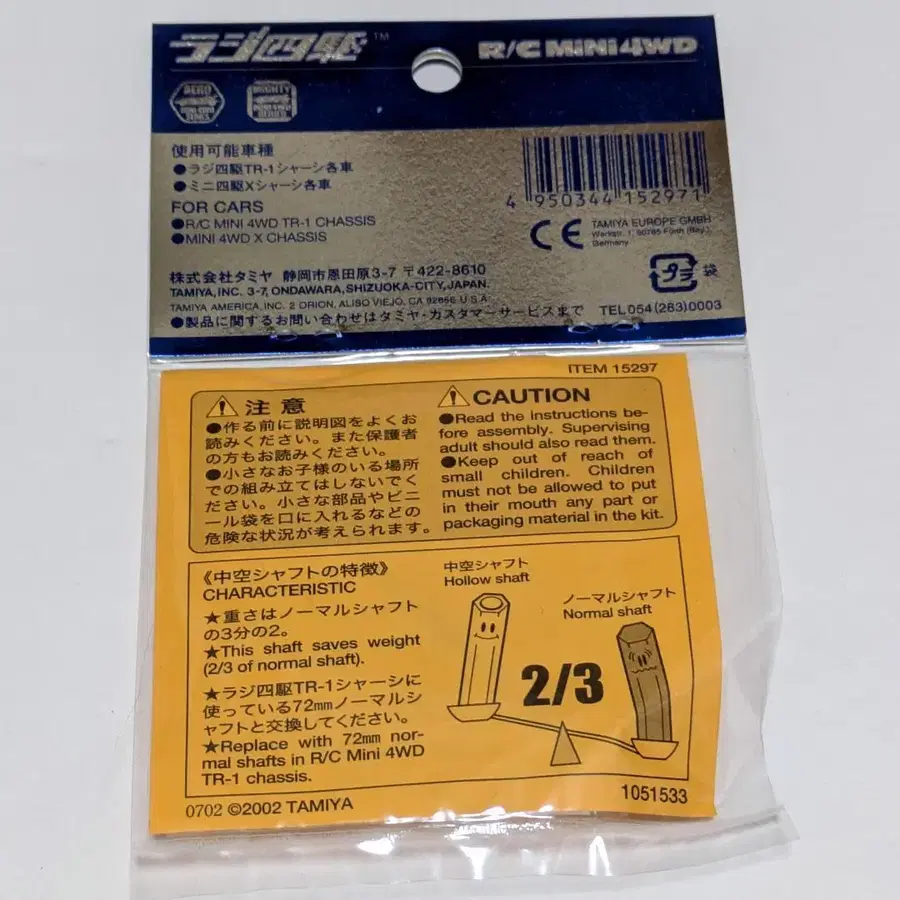 ラジ四駆™
R/C MINI 4WD
AERO
MINI 4WD
MIGHTY
MINI 4WD
SERIES
使用可能車種
●ラジ四駆TR-1シャーシ各車
●ミニ四駆Xシャーシ各車
FOR CARS
●R/C MINI 4WD TR-1 CHASSIS
●MINI 4WD X CHASSIS
4 950344 152971
CE
TAMIYA EUROPE GMBH
Werkstr. 1, 90765 Fürth (Bay.)
Germany
プラ 袋
株式会社タミヤ 静岡市恩田原3-7 〒422-8610
TAMIYA, INC. 3-7, ONDAWARA, SHIZUOKA-CITY, JAPAN.
TAMIYA AMERICA, INC. 2 ORION, ALISO VIEJO, CA 92656 U.S.A
●製品に関するお問い合わせはタミヤ・カスタマーサービスまで TEL 054(283)0003
ITEM 15297
注意
●作る前に説明図をよくお
読みください。また保護者
の方もお読みください。
●小さなお子様のいる場所
での組み立てはしないでく
ださい。小さな部品やビニ
ール袋を口に入れるなどの
危険な状況が考えられます。
CAUTION
●Read the instructions be-
fore assembly. Supervising
adult should also read them.
●Keep out of reach of
small children. Children
must not be allowed to put
in their mouth any part or
packaging material in the kit.
《中空シャフトの特徴》
CHARACTERISTIC
★重さはノーマルシャフト
の3分の2。
★This shaft saves weight
(2/3 of normal shaft).
★ラジ四駆TR-1シャーシに
使っている72mmノーマルシ
ャフトと交換してください。
★Replace with 72mm nor-
mal shafts in R/C Mini 4WD
TR-1 chassis.
中空シャフト
Hollow shaft
ノーマルシャフト
Normal shaft
2/3
0702 ©2002 TAMIYA
1051533